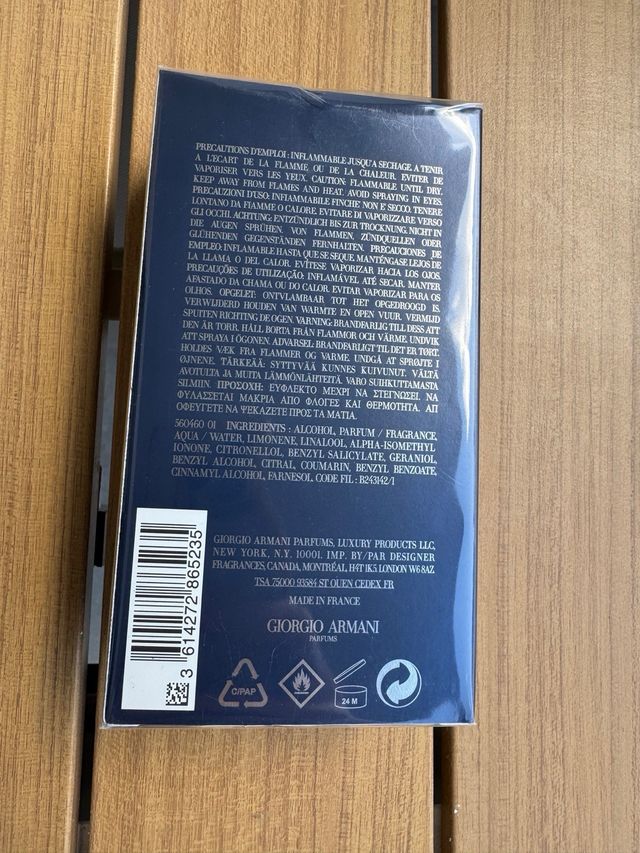 PRECAUTIONS D'EMPLOI : INFLAMMABLE JUSQU'A SECHAGE. A TENIR
A L'ECART DE LA FLAMME OU DE LA CHALEUR. EVITER DE
VAPORISER VERS LES YEUX. CAUTION: FLAMMABLE UNTIL DRY.
KEEP AWAY FROM FLAMES AND HEAT. AVOID SPRAYING IN EYES.
PRECAUZIONI D'USO: INFIAMMABILE FINCHE' NON E' SECCO. TENERE
LONTANO DA FIAMME O CALORE. EVITARE DI VAPORIZZARE VERSO
GLI OCCHI. ACHTUNG: ENTZÜNDLICH BIS ZUR TROCKNUNG. NICHT IN
DIE AUGEN SPRÜHEN. VON FLAMMEN, ZÜNDQUELLEN ODER
GLÜHENDEN GEGENSTÄNDEN FERNHALTEN. PRECAUCIONES DE
EMPLEO: INFLAMABLE HASTA QUE SE SEQUE. MANTÉNGASE LEJOS DE
LA LLAMA O DEL CALOR. EVÍTESE VAPORIZAR HACIA LOS OJOS.
PRECAUÇÕES DE UTILIZAÇÃO: INFLAMÁVEL ATÉ SECAR. MANTER
AFASTADO DA CHAMA OU DO CALOR. EVITAR VAPORIZAR PARA OS
OLHOS. OPGELET: ONTVLAMBAAR TOT HET OPGEDROOGD IS.
VERWIJDERD HOUDEN VAN WARMTE EN OPEN VUUR. VERMIJD
SPUITEN RICHTING DE OGEN. VARNING: BRANDFARLIG TILL DESS ATT
DEN ÄR TORR. HÅLL BORTA FRÅN FLAMMOR OCH VÄRME. UNDVIK
ATT SPRAYA I ÖGONEN. ADVARSEL: BRANDFARLIGT TIL DET ER TØRT.
HOLDES VÆK FRA FLAMMER OG VARME. UNDGÅ AT SPRØJTE I
ØJNENE. TÄRKEÄÄ: SYTTYVÄÄ KUNNES KUIVUNUT. VÄLTÄ
AVOTULTA JA MUITA LÄMMÖNLÄHTEITÄ. VARO SUIHKUTTAMASTA
SILMIIN. ΠΡΟΣΟΧΗ: ΕΥΦΛΕΚΤΟ ΜΕΧΡΙ ΝΑ ΣΤΕΓΝΩΣΕΙ. ΝΑ
ΦΥΛΑΣΣΕΤΑΙ ΜΑΚΡΙΑ ΑΠΟ ΦΛΟΓΕΣ ΚΑΙ ΘΕΡΜΟΤΗΤΑ. ΑΠ
ΟΦΕΥΓΕΤΕ ΝΑ ΨΕΚΑΖΕΤΕ ΠΡΟΣ ΤΑ ΜΑΤΙΑ.
560460 01 INGREDIENTS : ALCOHOL, PARFUM / FRAGRANCE,
AQUA / WATER, LIMONENE, LINALOOL, ALPHA-ISOMETHYL
IONONE, CITRONELLOL, BENZYL SALICYLATE, GERANIOL,
BENZYL ALCOHOL, CITRAL, COUMARIN, BENZYL BENZOATE,
CINNAMYL ALCOHOL, FARNESOL. CODE FIL : B243142/1
GIORGIO ARMANI PARFUMS, LUXURY PRODUCTS LLC,
NEW YORK, N.Y. 10001. IMP. BY/PAR DESIGNER
FRAGRANCES, CANADA, MONTRÉAL, H4T 1K5. LONDON W6 8AZ
TSA 75000 93584 ST OUEN CEDEX FR
MADE IN FRANCE
GIORGIO ARMANI
PARFUMS
3 614272 865235
C/PAP
24 M